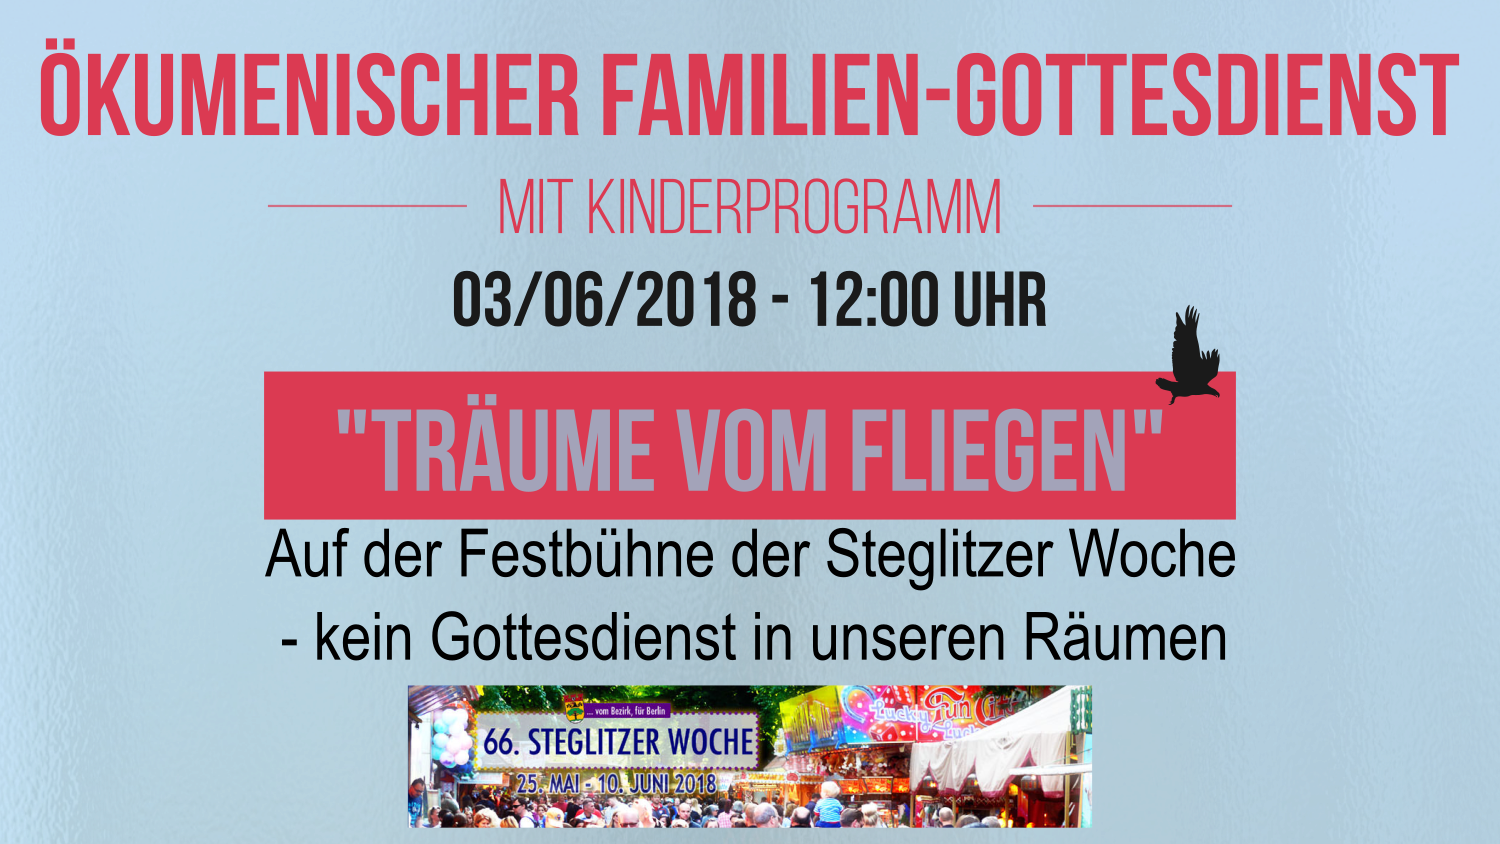 ÖKUMENISCHER FAMILIEN-GOTTESDIENST
MIT KINDERPROGRAMM
03/06/2018 - 12:00 UHR
"TRÄUME VOM FLIEGEN"
Auf der Festbühne der Steglitzer Woche
- kein Gottesdienst in unseren Räumen
... vom Bezirk, für Berlin
66. STEGLITZER WOCHE
25. MAI - 10. JUNI 2018
Lucky Fun